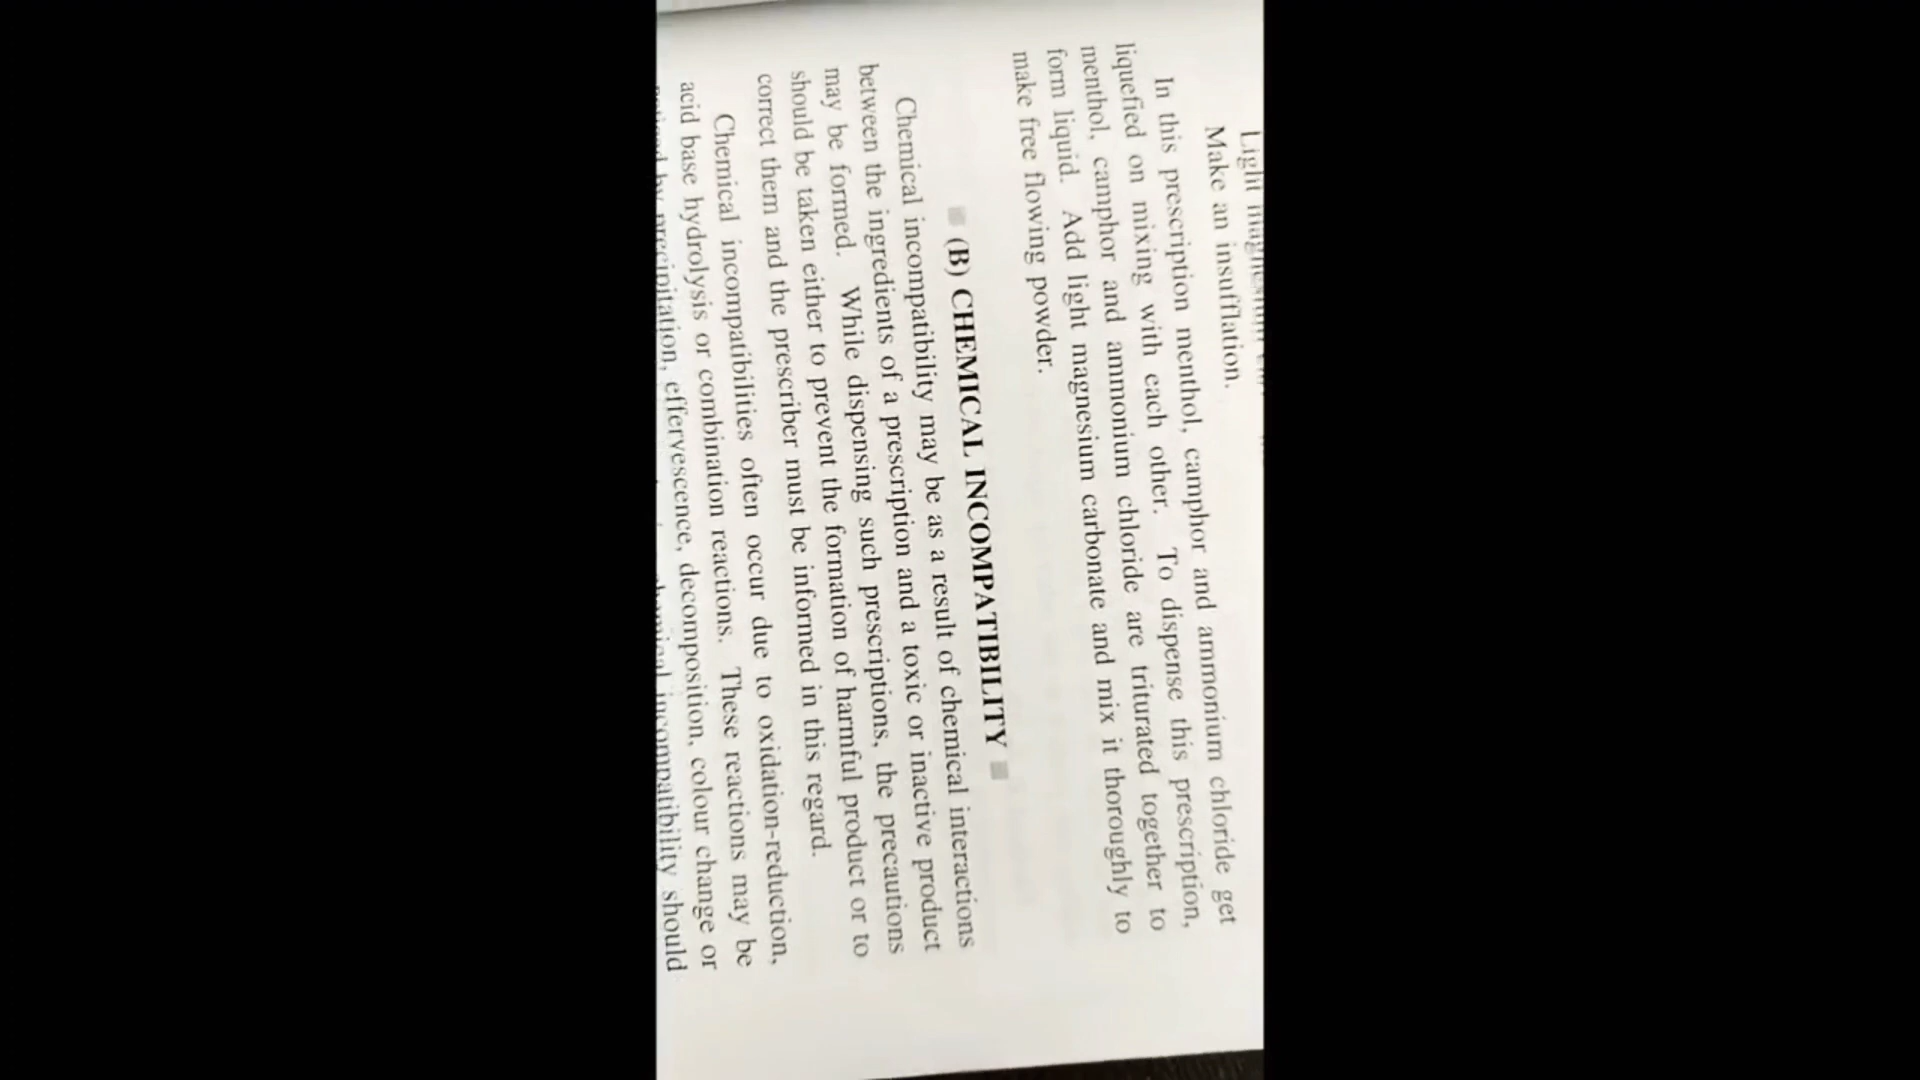 Light
Make an insufflation.
In this prescription menthol, camphor and ammonium chloride get
liquefied on mixing with each other. To dispense this prescription,
menthol, camphor and ammonium chloride are triturated together to
form liquid. Add light magnesium carbonate and mix it thoroughly to
make free flowing powder.
(B) CHEMICAL INCOMPATIBILITY
Chemical incompatibility may be as a result of chemical interactions
between the ingredients of a prescription and a toxic or inactive product
may be formed. While dispensing such prescriptions, the precautions
should be taken either to prevent the formation of harmful product or to
correct them and the prescriber must be informed in this regard.
Chemical incompatibilities often occur due to oxidation-reduction,
acid base hydrolysis or combination reactions. These reactions may be
by precipitation, effervescence, decomposition, colour change or
chemical incompatibility should